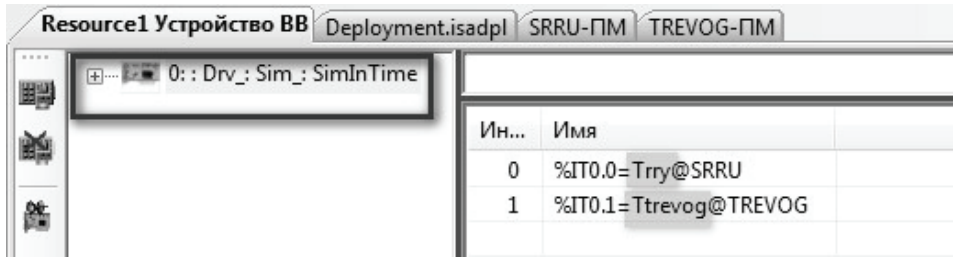 Resource1 Устройство ВВ Deployment.isadpl SRRU-ПМ TREVOG-ПМ
0: : Drv_: Sim_: SimInTime
Ин... Имя
0 %IT0.0=Trry@SRRU
1 %IT0.1=Ttrevog@TREVOG